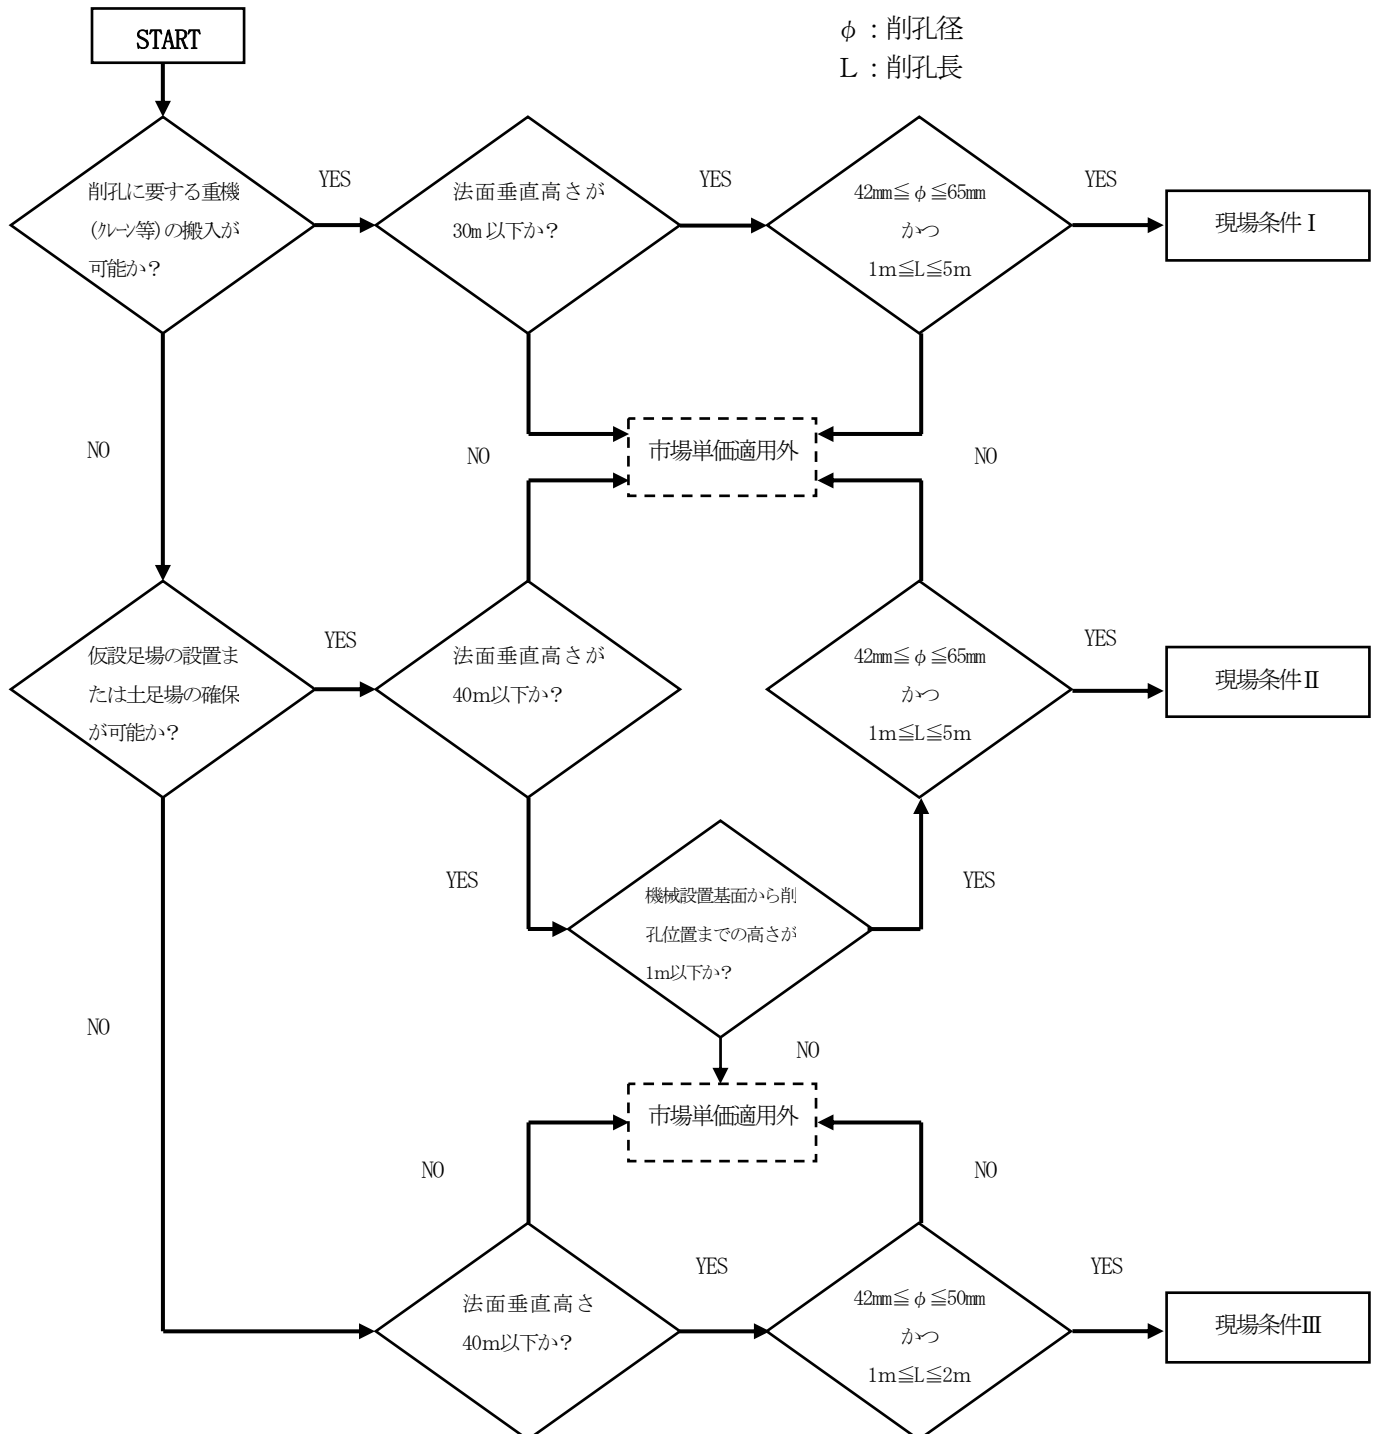 START
φ：削孔径
L：削孔長
削孔に要する重機
(クレーン等)の搬入が
可能か？
YES
法面垂直高さが
30m以下か？
YES
42mm≦φ≦65mm
かつ
1m≦L≦5m
YES
現場条件Ⅰ
NO
NO
市場単価適用外
NO
仮設足場の設置ま
たは土足場の確保
が可能か？
YES
法面垂直高さが
40m以下か？
42mm≦φ≦65mm
かつ
1m≦L≦5m
YES
現場条件Ⅱ
YES
機械設置基面から削
孔位置までの高さが
1m以下か？
YES
NO
NO
市場単価適用外
NO
NO
法面垂直高さ
40m以下か？
YES
42mm≦φ≦50mm
かつ
1m≦L≦2m
YES
現場条件Ⅲ